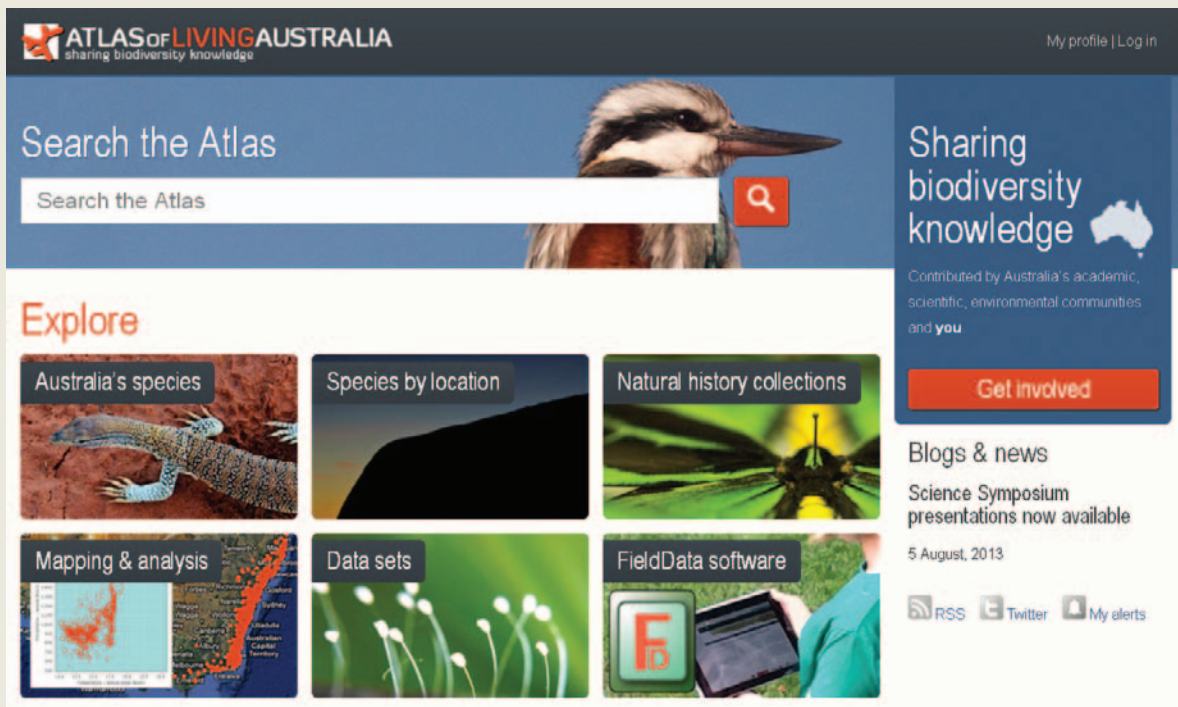 ATLAS OF LIVING AUSTRALIA
sharing biodiversity knowledge
My profile | Log in
Search the Atlas
Search the Atlas
Sharing
biodiversity
knowledge
Contributed by Australia's academic,
scientific, environmental communities
and you
Get involved
Explore
Australia's species
Species by location
Natural history collections
Mapping & analysis
Data sets
FieldData software
FD
Blogs & news
Science Symposium
presentations now available
5 August, 2013
RSS
Twitter
My alerts